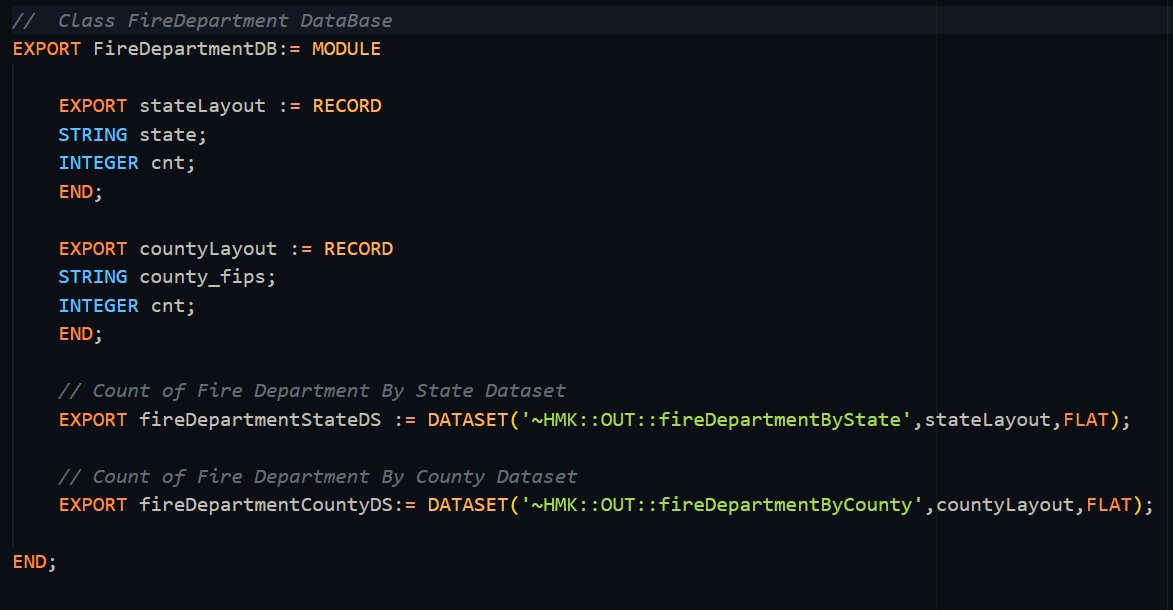 //  Class FireDepartment DataBase
EXPORT FireDepartmentDB:= MODULE
EXPORT stateLayout := RECORD
STRING state;
INTEGER cnt;
END;
EXPORT countyLayout := RECORD
STRING county_fips;
INTEGER cnt;
END;
// Count of Fire Department By State Dataset
EXPORT fireDepartmentStateDS := DATASET('~HMK::OUT::fireDepartmentByState',stateLayout,FLAT);
// Count of Fire Department By County Dataset
EXPORT fireDepartmentCountyDS:= DATASET('~HMK::OUT::fireDepartmentByCounty',countyLayout,FLAT);
END;